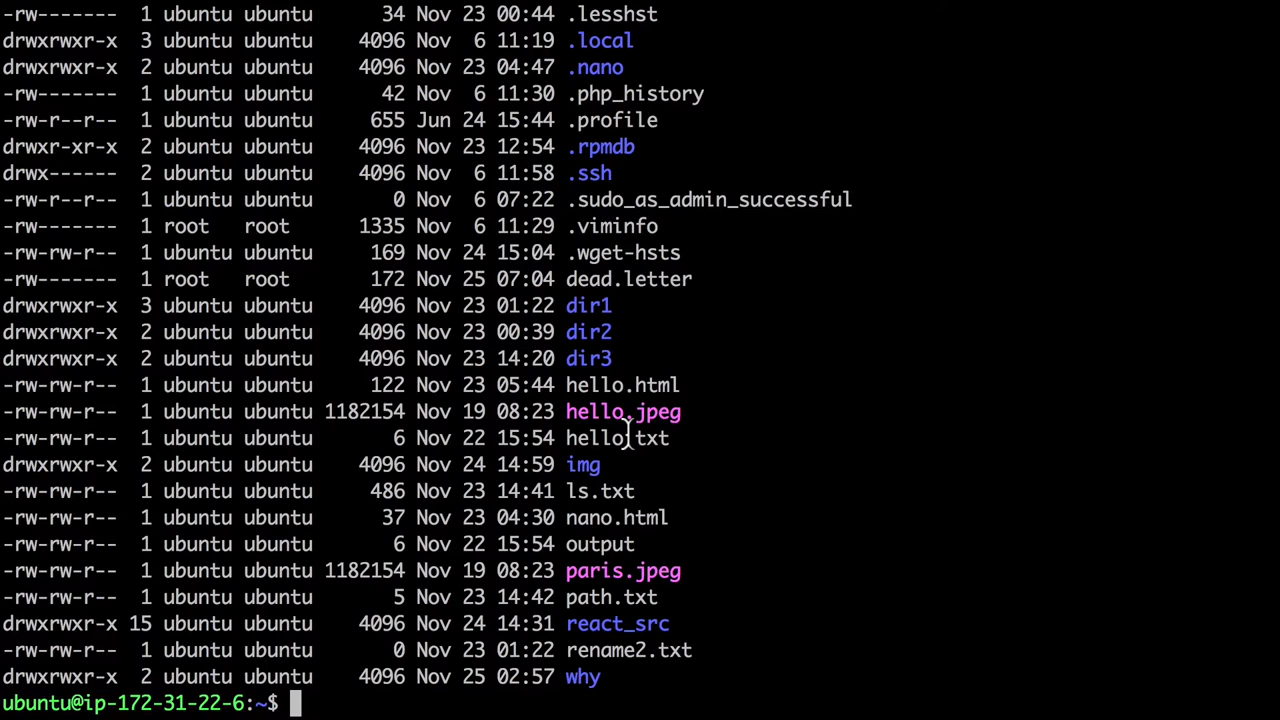 -rw------- 1 ubuntu ubuntu 34 Nov 23 00:44 .lesshst
drwxrwxr-x 3 ubuntu ubuntu 4096 Nov 6 11:19 .local
drwxrwxr-x 2 ubuntu ubuntu 4096 Nov 23 04:47 .nano
-rw------- 1 ubuntu ubuntu 42 Nov 6 11:30 .php_history
-rw-r--r-- 1 ubuntu ubuntu 655 Jun 24 15:44 .profile
drwxr-xr-x 2 ubuntu ubuntu 4096 Nov 23 12:54 .rpmdb
drwx------ 2 ubuntu ubuntu 4096 Nov 6 11:58 .ssh
-rw-r--r-- 1 ubuntu ubuntu 0 Nov 6 07:22 .sudo_as_admin_successful
-rw------- 1 root root 1335 Nov 6 11:29 .viminfo
-rw-rw-r-- 1 ubuntu ubuntu 169 Nov 24 15:04 .wget-hsts
-rw------- 1 root root 172 Nov 25 07:04 dead.letter
drwxrwxr-x 3 ubuntu ubuntu 4096 Nov 23 01:22 dir1
drwxrwxr-x 2 ubuntu ubuntu 4096 Nov 23 00:39 dir2
drwxrwxr-x 2 ubuntu ubuntu 4096 Nov 23 14:20 dir3
-rw-rw-r-- 1 ubuntu ubuntu 122 Nov 23 05:44 hello.html
-rw-rw-r-- 1 ubuntu ubuntu 1182154 Nov 19 08:23 hello.jpeg
-rw-rw-r-- 1 ubuntu ubuntu 6 Nov 22 15:54 hello.txt
drwxrwxr-x 2 ubuntu ubuntu 4096 Nov 24 14:59 img
-rw-rw-r-- 1 ubuntu ubuntu 486 Nov 23 14:41 ls.txt
-rw-rw-r-- 1 ubuntu ubuntu 37 Nov 23 04:30 nano.html
-rw-rw-r-- 1 ubuntu ubuntu 6 Nov 22 15:54 output
-rw-rw-r-- 1 ubuntu ubuntu 1182154 Nov 19 08:23 paris.jpeg
-rw-rw-r-- 1 ubuntu ubuntu 5 Nov 23 14:42 path.txt
drwxrwxr-x 15 ubuntu ubuntu 4096 Nov 24 14:31 react_src
-rw-rw-r-- 1 ubuntu ubuntu 0 Nov 23 01:22 rename2.txt
drwxrwxr-x 2 ubuntu ubuntu 4096 Nov 25 02:57 why
ubuntu@ip-172-31-22-6:~$